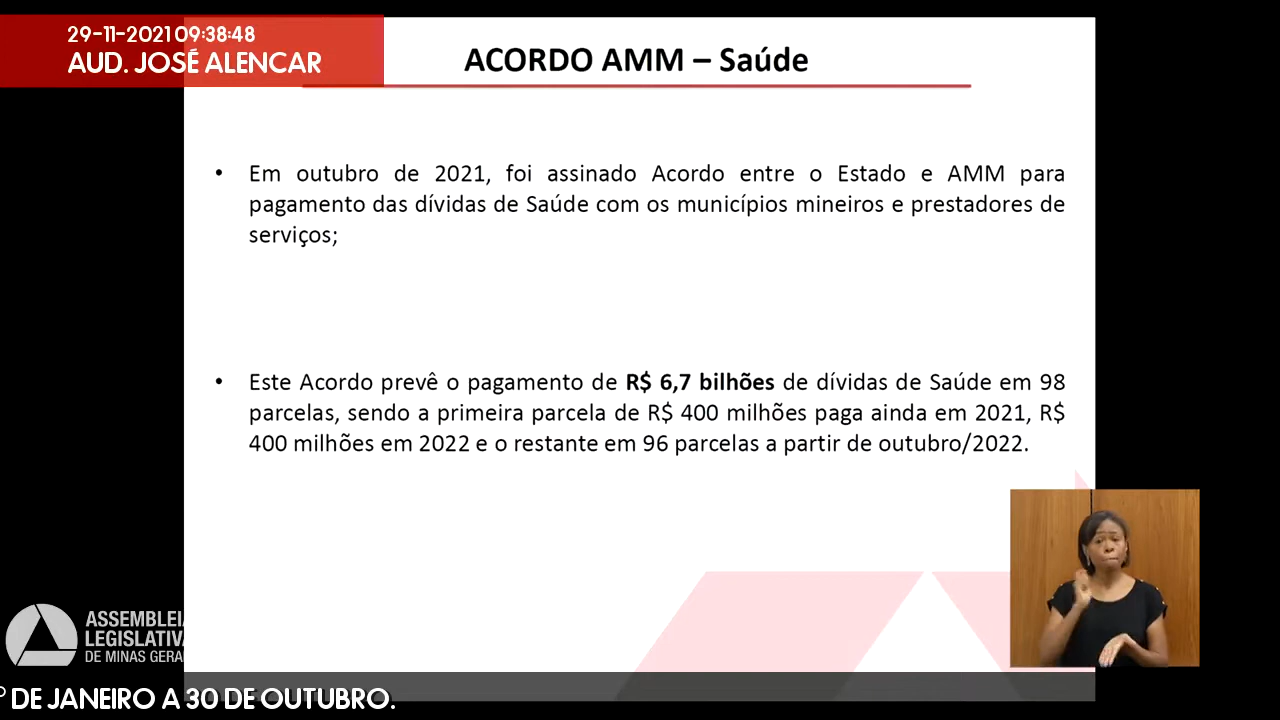 29-11-2021 09:38:48
AUD. JOSÉ ALENCAR
ACORDO AMM – Saúde
• Em outubro de 2021, foi assinado Acordo entre o Estado e AMM para
pagamento das dívidas de Saúde com os municípios mineiros e prestadores de
serviços;
• Este Acordo prevê o pagamento de R$ 6,7 bilhões de dívidas de Saúde em 98
parcelas, sendo a primeira parcela de R$ 400 milhões paga ainda em 2021, R$
400 milhões em 2022 e o restante em 96 parcelas a partir de outubro/2022.
ASSEMBLEIA
LEGISLATIVA
DE MINAS GERAI
º DE JANEIRO A 30 DE OUTUBRO.